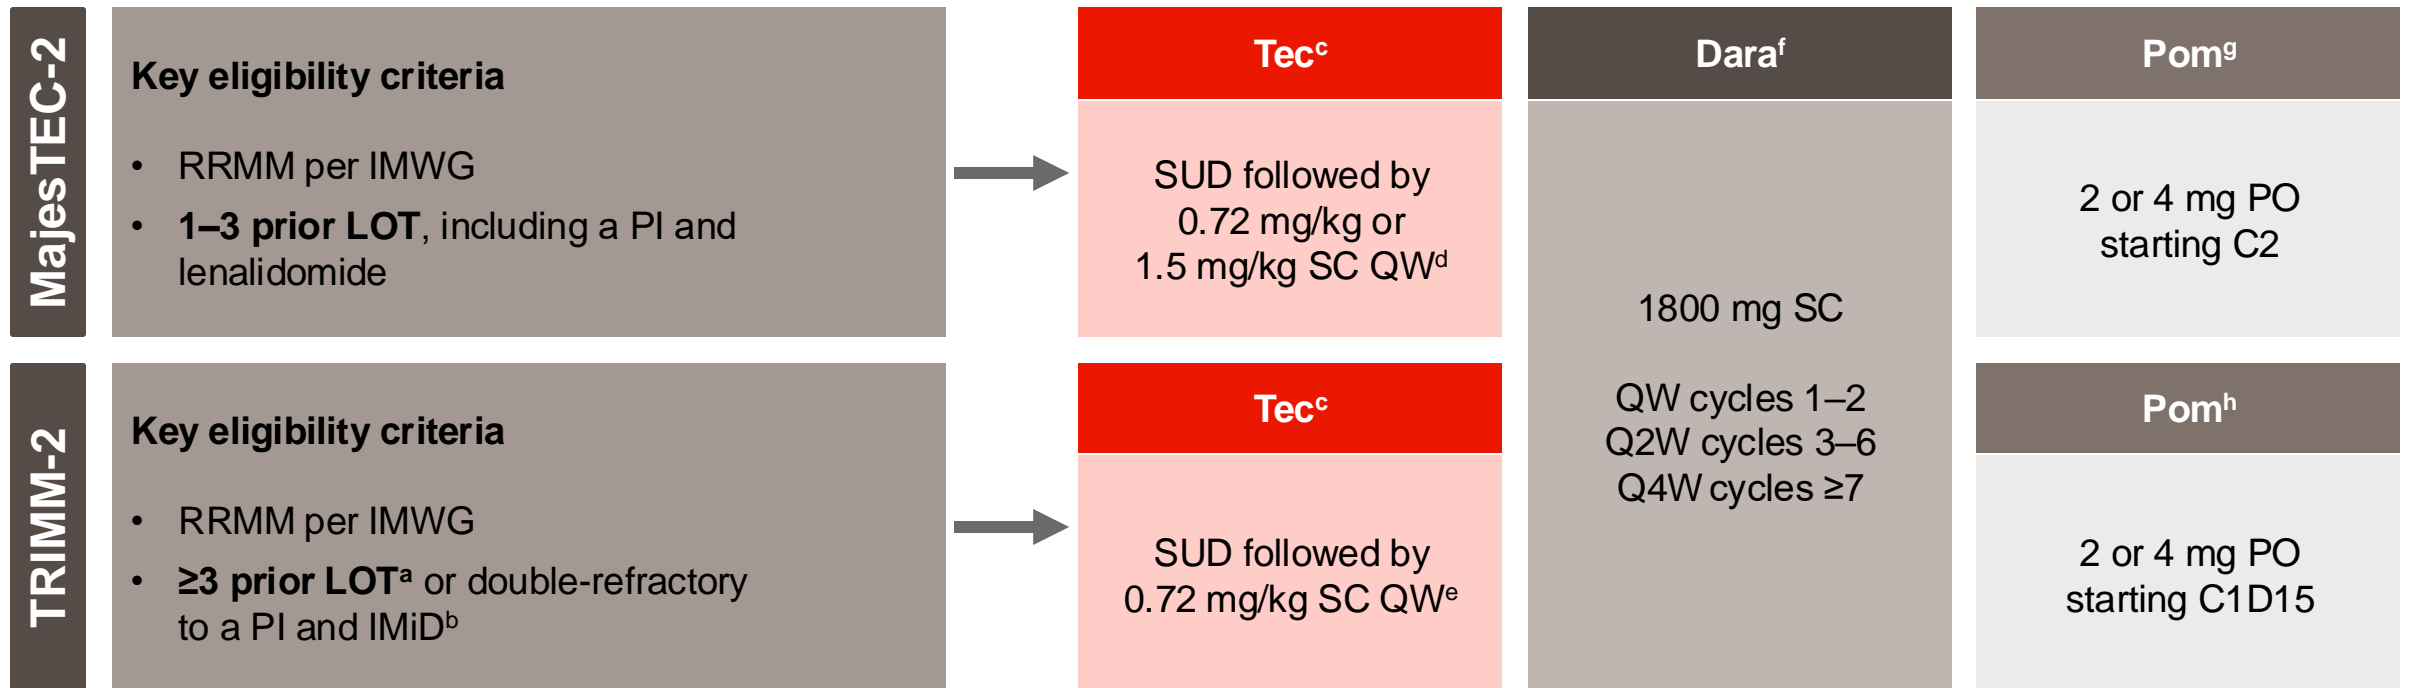 MajesTEC-2
Key eligibility criteria
• RRMM per IMWG
• 1–3 prior LOT, including a PI and
lenalidomide
Tecᶜ
SUD followed by
0.72 mg/kg or
1.5 mg/kg SC QWᵈ
Daraᶠ
1800 mg SC
QW cycles 1–2
Q2W cycles 3–6
Q4W cycles ≥7
Pomᵍ
2 or 4 mg PO
starting C2
TRIMM-2
Key eligibility criteria
• RRMM per IMWG
• ≥3 prior LOTᵃ or double-refractory
to a PI and IMiDᵇ
Tecᶜ
SUD followed by
0.72 mg/kg SC QWᵉ
Pomʰ
2 or 4 mg PO
starting C1D15